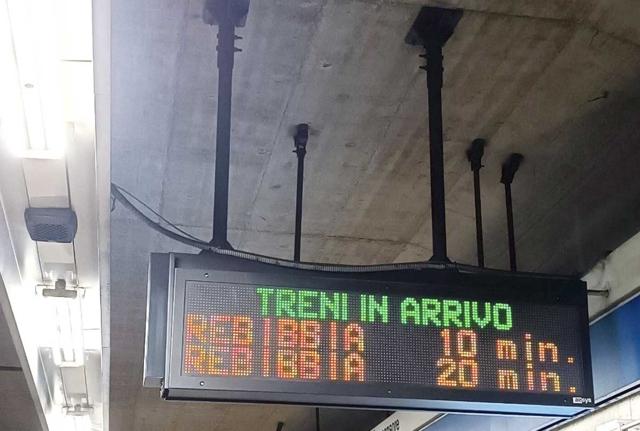 TRENI IN ARRIVO
REBIBBIA 10 min.
REBIBBIA 20 min.